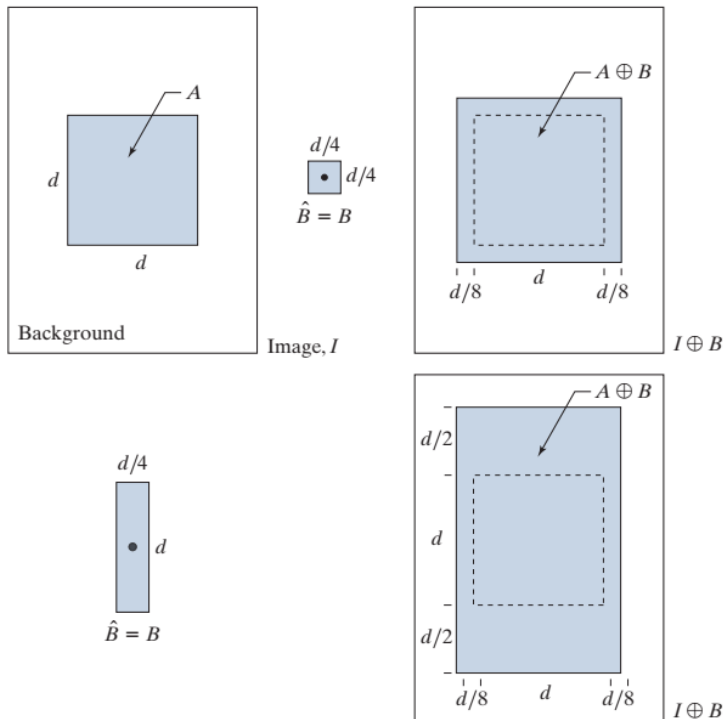 A
d
d
Background
Image, I
d/4
d/4
B̂ = B
A ⊕ B
d/8
d
d/8
I ⊕ B
d/4
d
B̂ = B
A ⊕ B
d/2
d
d/2
d/8
d
d/8
I ⊕ B